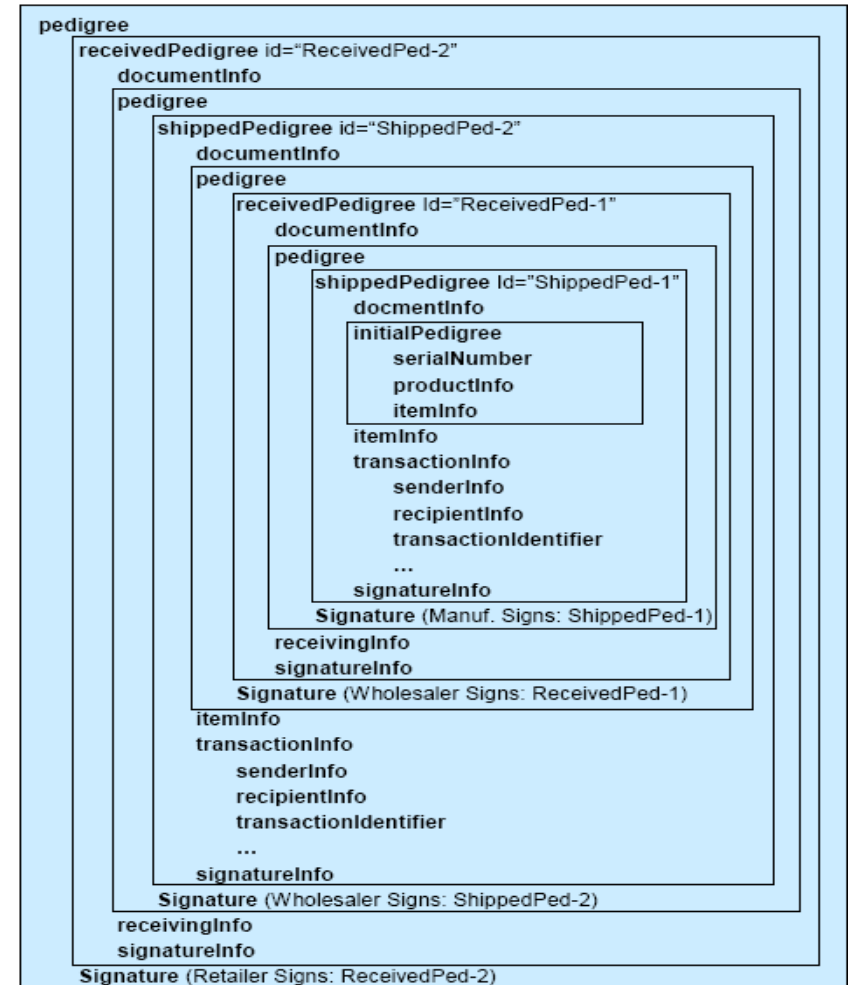 pedigree
receivedPedigree id=“ReceivedPed-2”
documentInfo
pedigree
shippedPedigree id=“ShippedPed-2”
documentInfo
pedigree
receivedPedigree Id=”ReceivedPed-1”
documentInfo
pedigree
shippedPedigree Id=”ShippedPed-1”
docmentInfo
initialPedigree
serialNumber
productInfo
itemInfo
itemInfo
transactionInfo
senderInfo
recipientInfo
transactionIdentifier
...
signatureInfo
Signature (Manuf. Signs: ShippedPed-1)
receivingInfo
signatureInfo
Signature (Wholesaler Signs: ReceivedPed-1)
itemInfo
transactionInfo
senderInfo
recipientInfo
transactionIdentifier
...
signatureInfo
Signature (Wholesaler Signs: ShippedPed-2)
receivingInfo
signatureInfo
Signature (Retailer Signs: ReceivedPed-2)